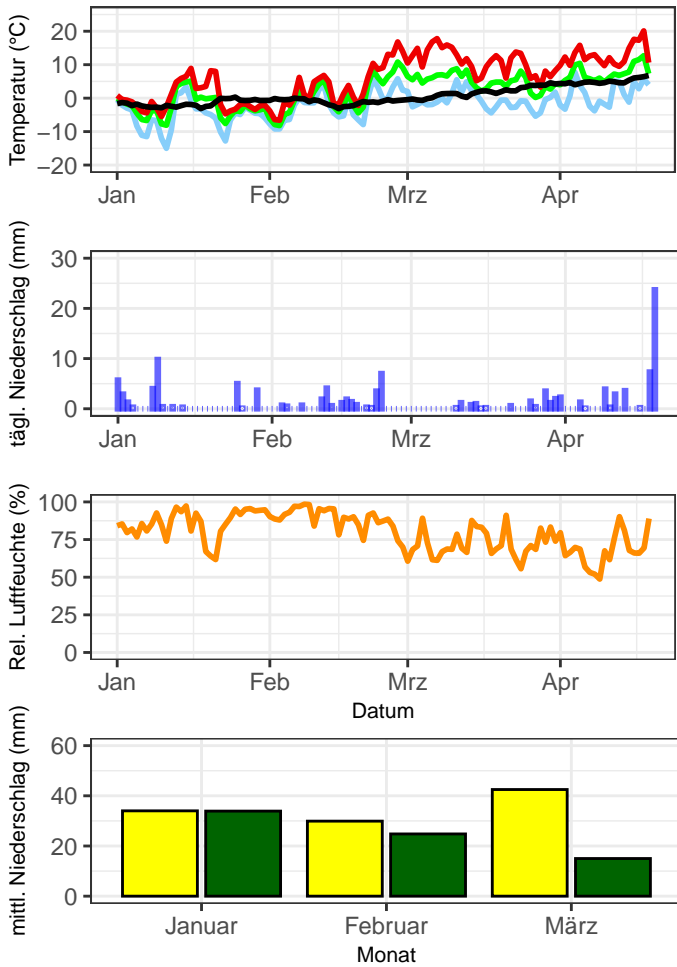 Temperatur (°C)
20
10
0
−10
−20
Jan Feb Mrz Apr
tägl. Niederschlag (mm)
30
20
10
0
Jan Feb Mrz Apr
Rel. Luftfeuchte (%)
100
75
50
25
0
Jan Feb Mrz Apr
Datum
mittl. Niederschlag (mm)
60
40
20
0
Januar Februar März
Monat